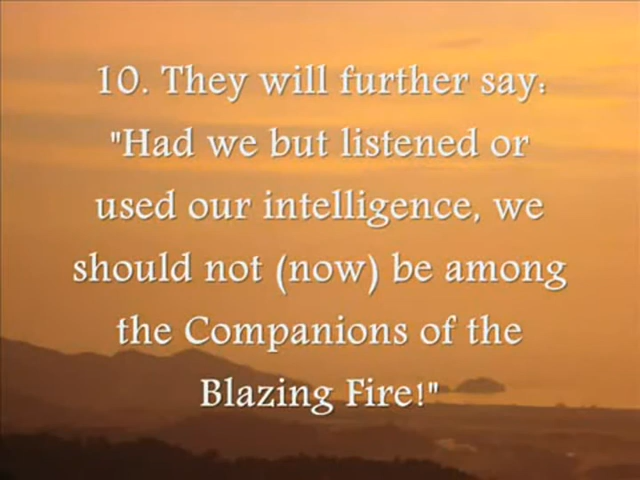 10. They will further say:
"Had we but listened or
used our intelligence, we
should not (now) be among
the Companions of the
Blazing Fire!"